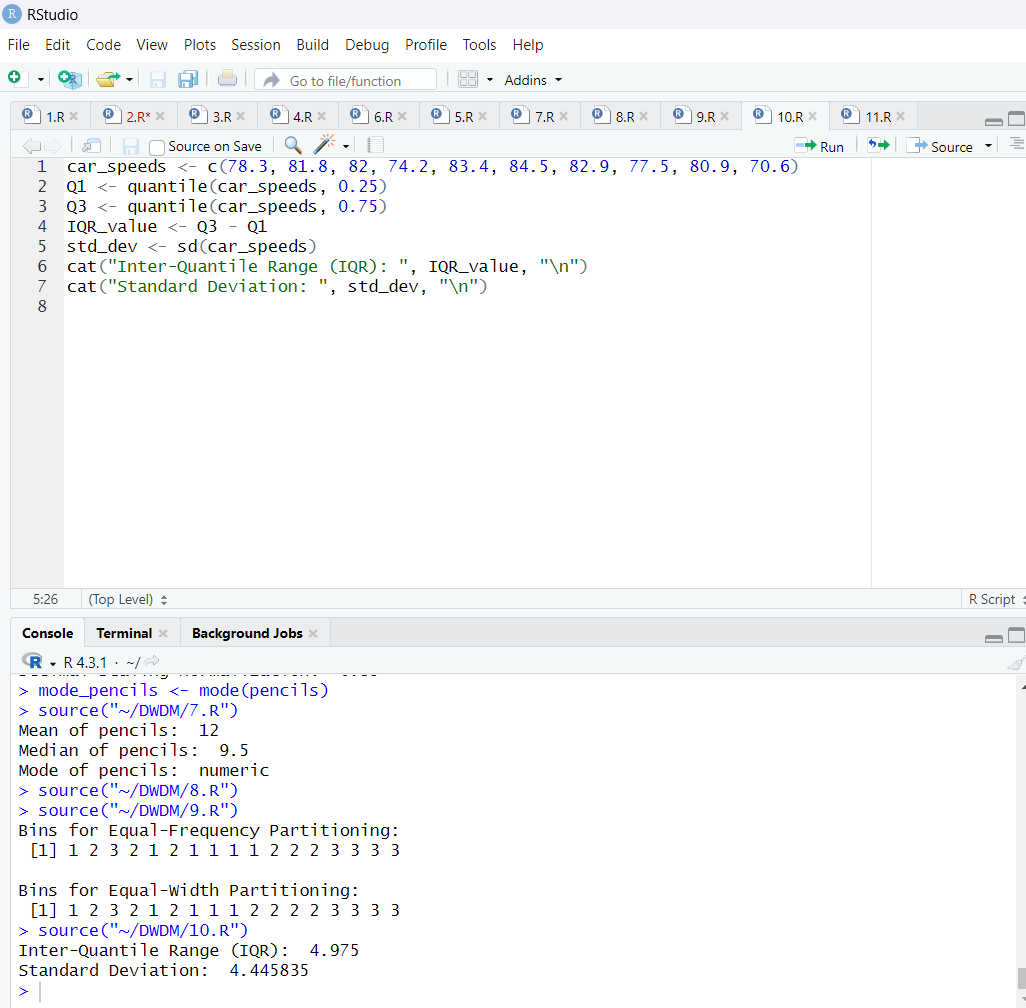 RStudio
File Edit Code View Plots Session Build Debug Profile Tools Help
Go to file/function Addins
1.R 2.R* 3.R 4.R 6.R 5.R 7.R 8.R 9.R 10.R 11.R
Source on Save Run Source
1 car_speeds <- c(78.3, 81.8, 82, 74.2, 83.4, 84.5, 82.9, 77.5, 80.9, 70.6)
2 Q1 <- quantile(car_speeds, 0.25)
3 Q3 <- quantile(car_speeds, 0.75)
4 IQR_value <- Q3 - Q1
5 std_dev <- sd(car_speeds)
6 cat("Inter-Quantile Range (IQR): ", IQR_value, "\n")
7 cat("Standard Deviation: ", std_dev, "\n")
8
5:26 (Top Level) R Script
Console Terminal Background Jobs
R 4.3.1 · ~/
> mode_pencils <- mode(pencils)
> source("~/DWDM/7.R")
Mean of pencils:  12
Median of pencils:  9.5
Mode of pencils:  numeric
> source("~/DWDM/8.R")
> source("~/DWDM/9.R")
Bins for Equal-Frequency Partitioning:
[1] 1 2 3 2 1 2 1 1 1 1 2 2 2 3 3 3 3
Bins for Equal-Width Partitioning:
[1] 1 2 3 2 1 2 1 1 1 2 2 2 2 3 3 3 3
> source("~/DWDM/10.R")
Inter-Quantile Range (IQR):  4.975
Standard Deviation:  4.445835
>